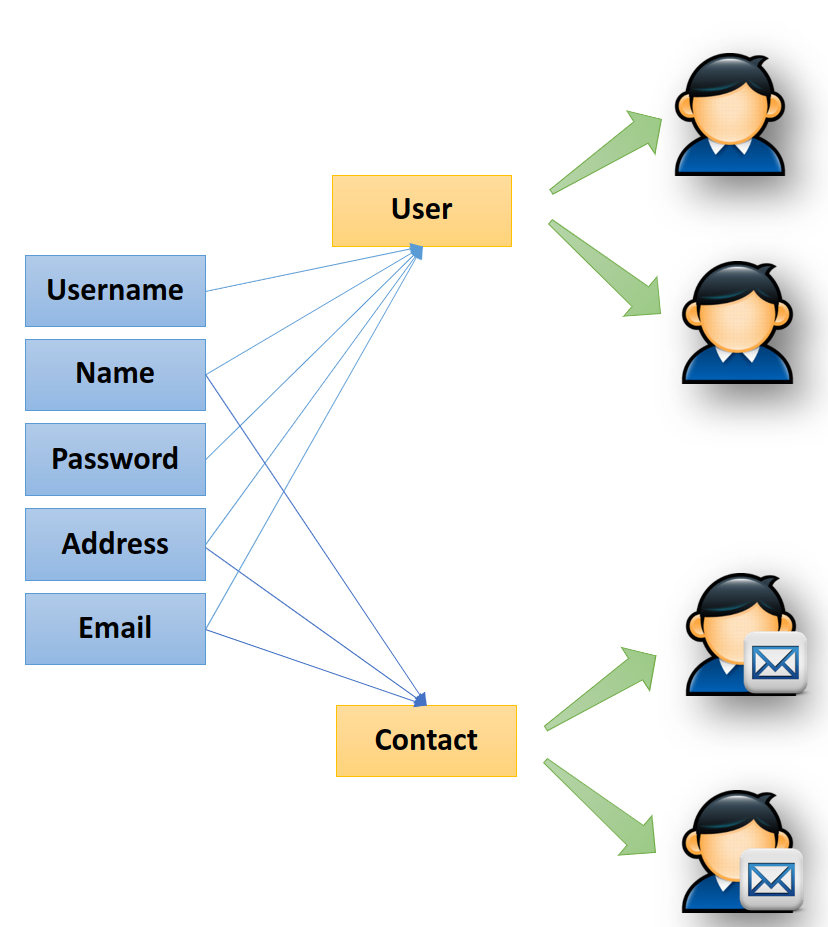 User
Username
Name
Password
Address
Email
Contact